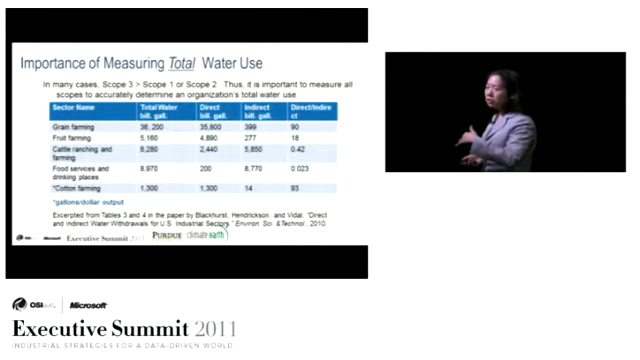 Importance of Measuring Total Water Use
In many cases, Scope 3 > Scope 1 or Scope 2 Thus, it is important to measure all
scopes to accurately determine an organization's total water use
Sector Name Total Water bill. gall. Direct bill. gall. Indirect bill. gall. Direct/Indire ct
Grain farming 36, 200 35,800 399 90
Fruit farming 5,160 4,890 277 18
Cattle ranching and farming 8,280 2,440 5,850 0.42
Food services and drinking places 8,970 200 8,770 0.023
*Cotton farming 1,300 1,300 14 93
*gallons/dollar output
Excerpted from Tables 3 and 4 in the paper by Blackhurst, Hendrickson, and Vidal. "Direct
and Indirect Water Withdrawals for U.S. Industrial Sectors." Environ. Sci. & Technol., 2010
Executive Summit 2011 PURDUE climate earth
OSIsoft. Microsoft
Executive Summit 2011
INDUSTRIAL STRATEGIES FOR A DATA-DRIVEN WORLD